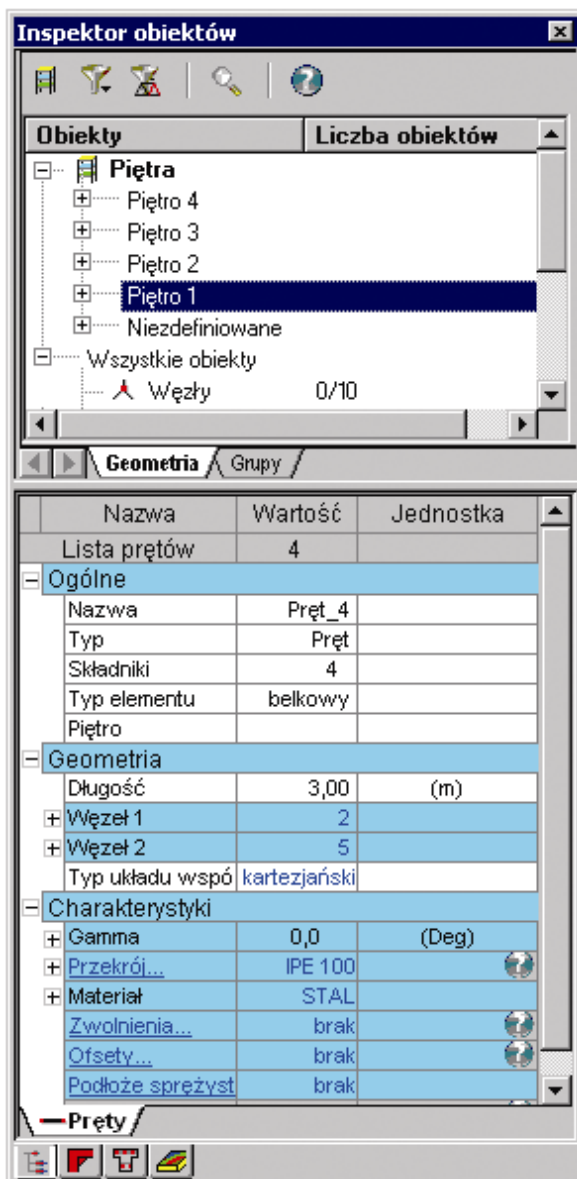 Inspektor obiektów
Obiekty Liczba obiektów
Piętra
Piętro 4
Piętro 3
Piętro 2
Piętro 1
Niezdefiniowane
Wszystkie obiekty
Węzły 0/10
Geometria Grupy
Nazwa Wartość Jednostka
Lista prętów 4
Ogólne
Nazwa Pręt_4
Typ Pręt
Składniki 4
Typ elementu belkowy
Piętro
Geometria
Długość 3,00 (m)
Węzeł 1 2
Węzeł 2 5
Typ układu wspó kartezjański
Charakterystyki
Gamma 0,0 (Deg)
Przekrój... IPE 100
Materiał STAL
Zwolnienia... brak
Ofsety... brak
Podłoże sprężyst brak
Pręty